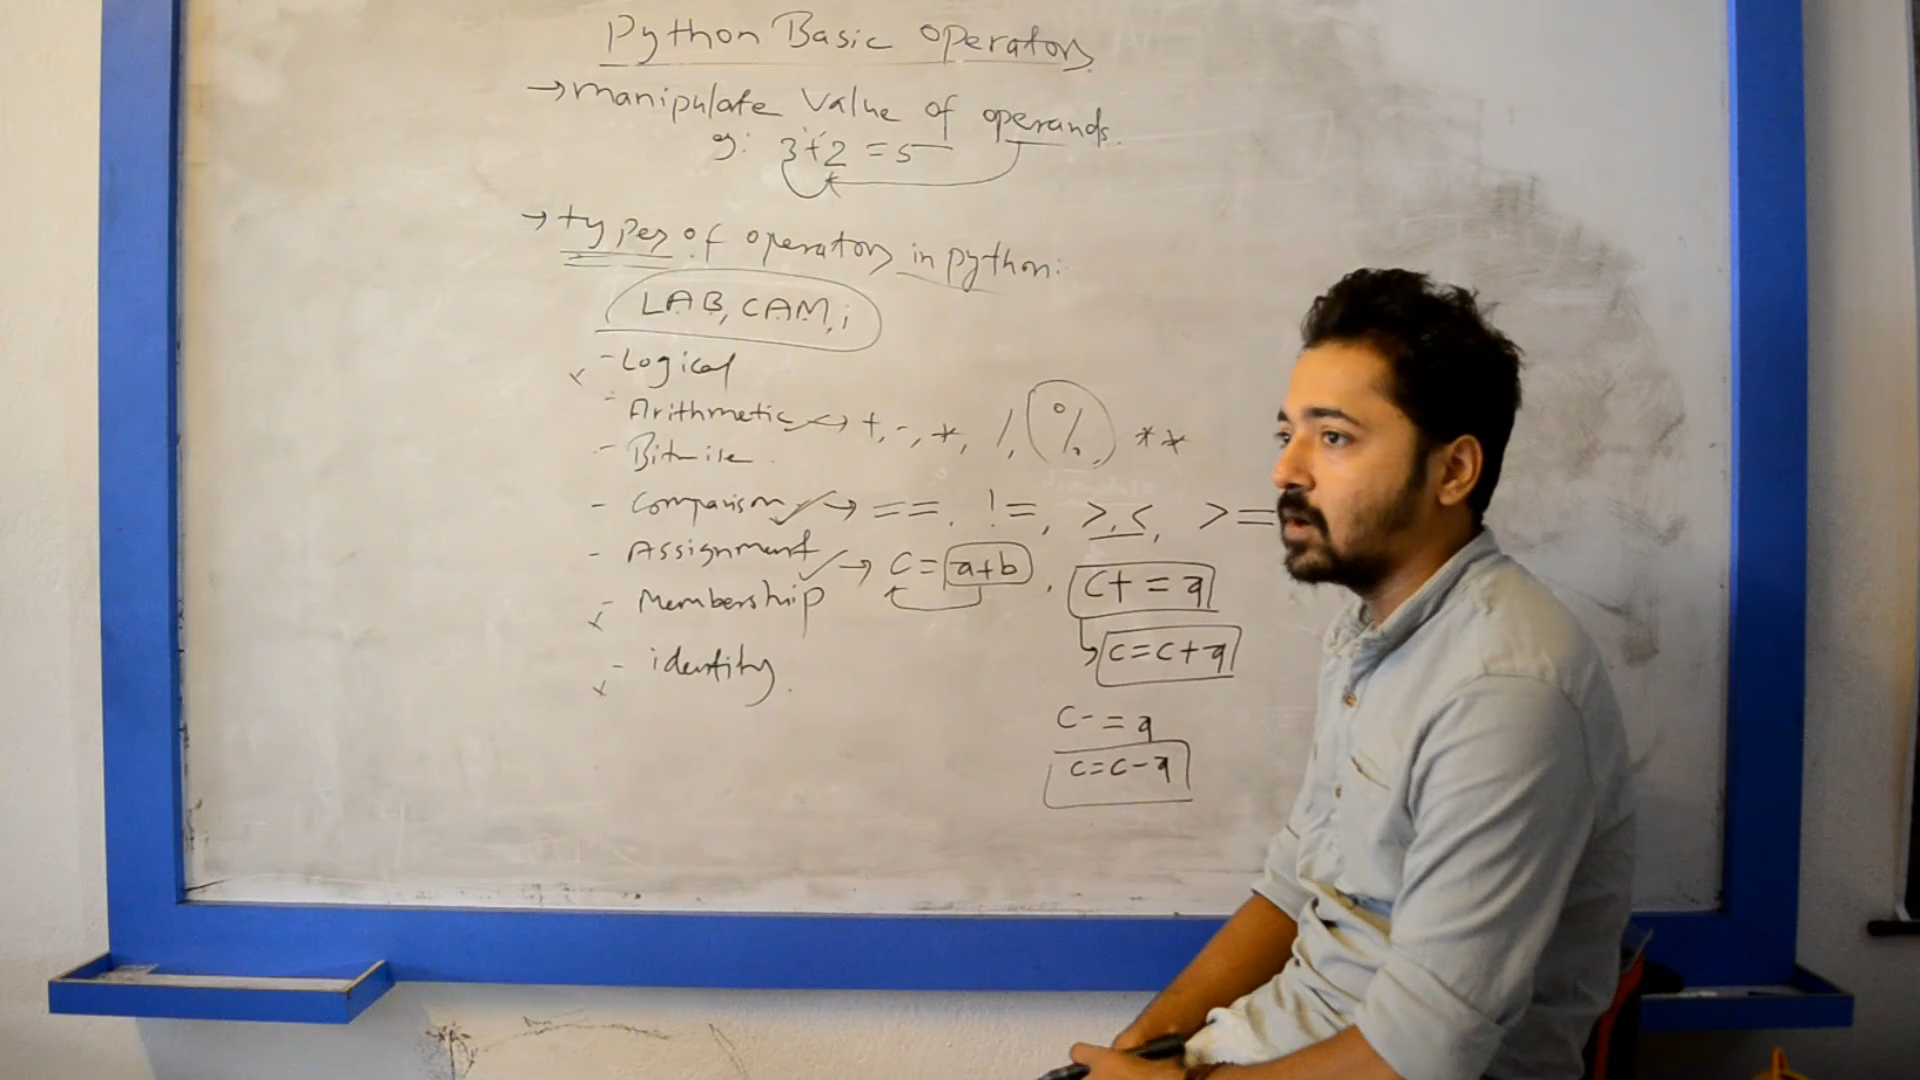 Python Basic operators
→ manipulate value of operands.
eg: 3+2 = 5
→ types of operators in python:
LAB, CAM, i
- Logical
- Arithmetic → +, -, *, /, %, **
- Bitwise
- Comparison → ==, !=, >, <, >=
- Assignment → c = a+b, c+ = a
- Membership
c = c+a
- identity.
c- = a
c = c-a